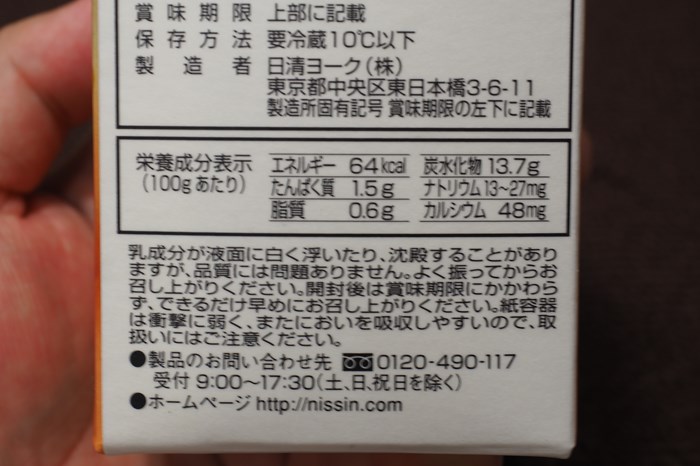 賞味期限 上部に記載
保存方法 要冷蔵10℃以下
製造者 日清ヨーク(株)
東京都中央区東日本橋3-6-11
製造所固有記号 賞味期限の左下に記載
栄養成分表示 エネルギー 64kcal 炭水化物 13.7g
(100gあたり) たんぱく質 1.5g ナトリウム 13~27mg
脂質 0.6g カルシウム 48mg
乳成分が液面に白く浮いたり、沈殿することがあり
ますが、品質には問題ありません。よく振ってからお
召し上がりください。開封後は賞味期限にかかわら
ず、できるだけ早めにお召し上がりください。紙容器
は衝撃に弱く、またにおいを吸収しやすいので、取
扱いにはご注意ください。
●製品のお問い合わせ先 0120-490-117
受付 9:00~17:30(土、日、祝日を除く)
●ホームページ http://nissin.com